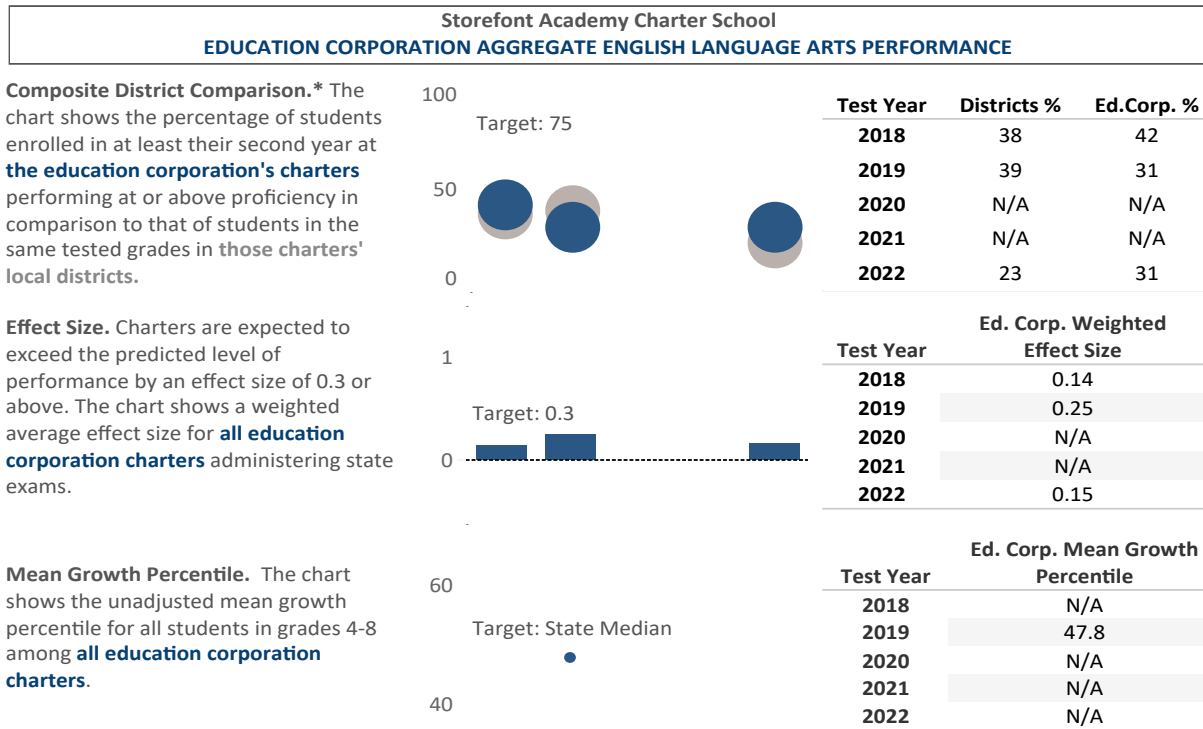 Storefont Academy Charter School
EDUCATION CORPORATION AGGREGATE ENGLISH LANGUAGE ARTS PERFORMANCE
Composite District Comparison.* The
chart shows the percentage of students
enrolled in at least their second year at
the education corporation's charters
performing at or above proficiency in
comparison to that of students in the
same tested grades in those charters'
local districts.
100
Target: 75
50
0
Test Year Districts % Ed.Corp. %
2018 38 42
2019 39 31
2020 N/A N/A
2021 N/A N/A
2022 23 31
Effect Size. Charters are expected to
exceed the predicted level of
performance by an effect size of 0.3 or
above. The chart shows a weighted
average effect size for all education
corporation charters administering state
exams.
1
Target: 0.3
0
Ed. Corp. Weighted
Test Year Effect Size
2018 0.14
2019 0.25
2020 N/A
2021 N/A
2022 0.15
Mean Growth Percentile. The chart
shows the unadjusted mean growth
percentile for all students in grades 4-8
among all education corporation
charters.
60
Target: State Median
40
Ed. Corp. Mean Growth
Test Year Percentile
2018 N/A
2019 47.8
2020 N/A
2021 N/A
2022 N/A